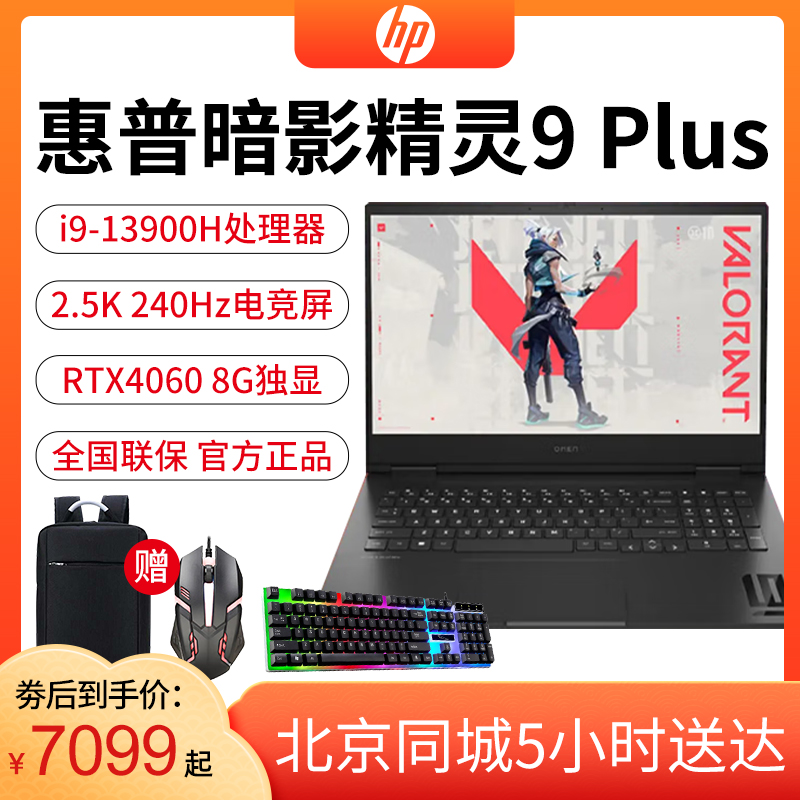 hp
惠普暗影精灵9 Plus
i9-13900H处理器
2.5K 240Hz电竞屏
RTX4060 8G独显
全国联保 官方正品
VALORANT
OMEN
赠
券后到手价：
¥7099起
北京同城5小时送达